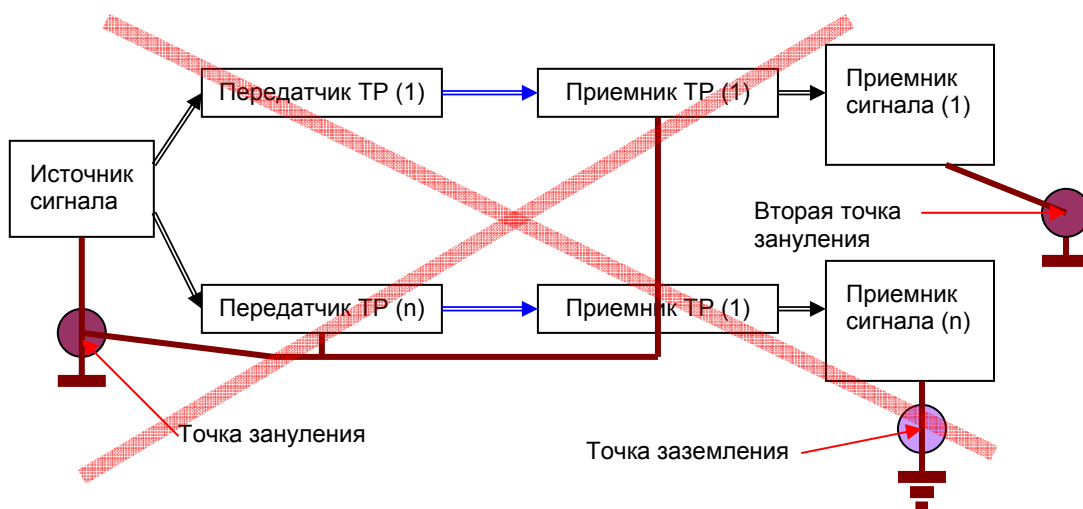 Передатчик ТР (1)
Приемник ТР (1)
Приемник
сигнала (1)
Источник
сигнала
Вторая точка
зануления
Передатчик ТР (n)
Приемник ТР (1)
Приемник
сигнала (n)
Точка зануления
Точка заземления